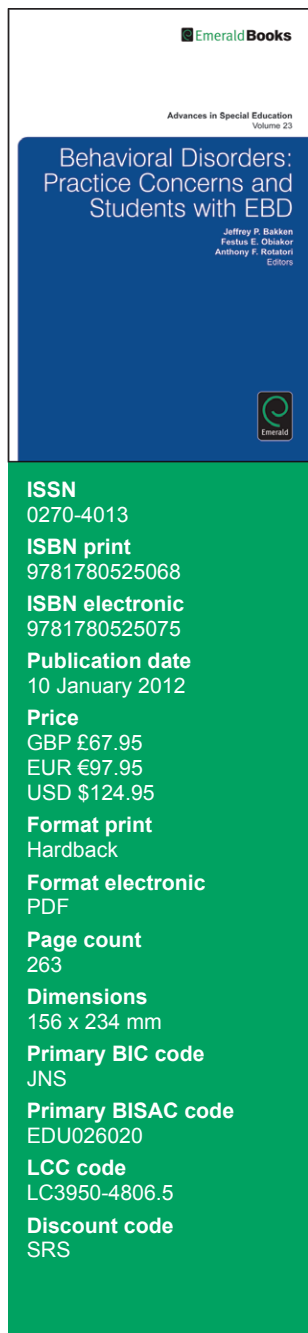 EmeraldBooks
Advances in Special Education
Volume 23
Behavioral Disorders:
Practice Concerns and
Students with EBD
Jeffrey P. Bakken
Festus E. Obiakor
Anthony F. Rotatori
Editors
Emerald
ISSN
0270-4013
ISBN print
9781780525068
ISBN electronic
9781780525075
Publication date
10 January 2012
Price
GBP £67.95
EUR €97.95
USD $124.95
Format print
Hardback
Format electronic
PDF
Page count
263
Dimensions
156 x 234 mm
Primary BIC code
JNS
Primary BISAC code
EDU026020
LCC code
LC3950-4806.5
Discount code
SRS